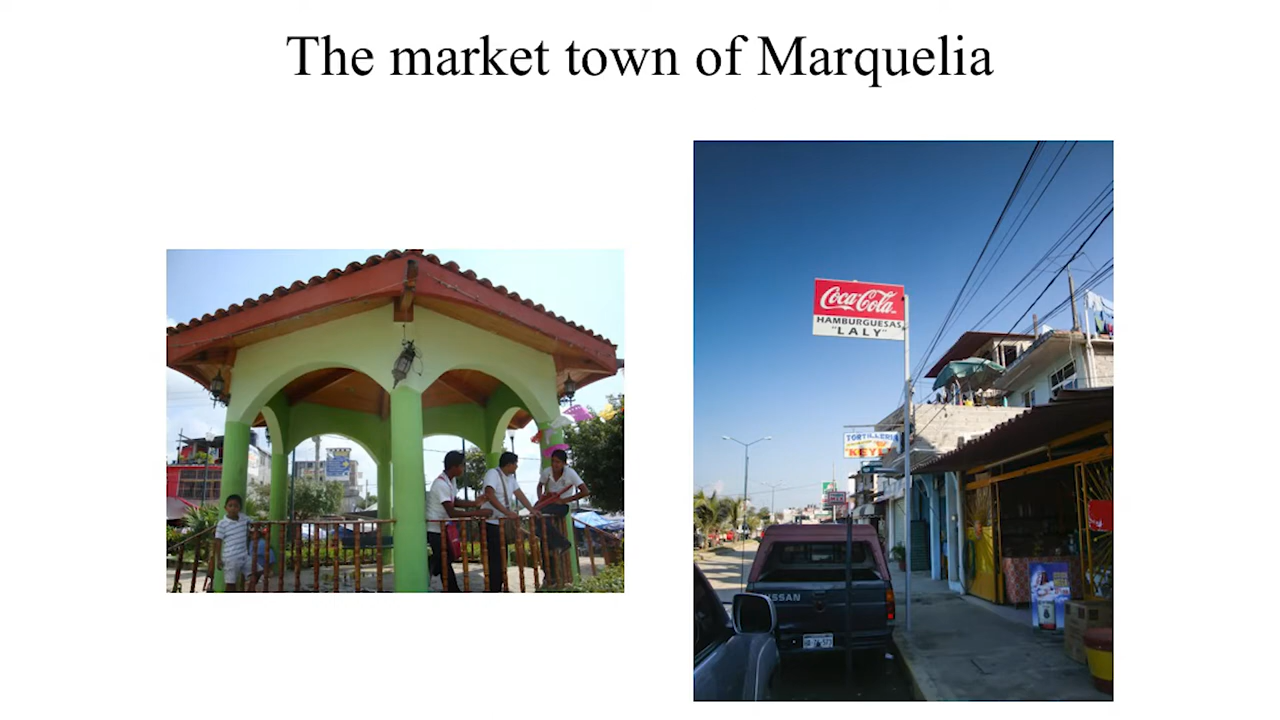 The market town of Marquelia
Coca-Cola
HAMBURGUESAS
"LALY"
TORTILLERIA
"KEYE"
NISSAN